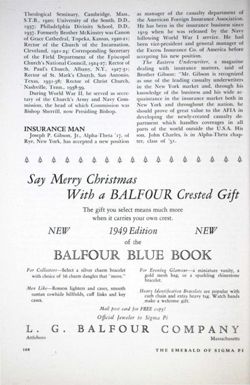 Theological Seminary, Cambridge, Mass.,
S.T.B., 1920; University of the South, D.D.,
1937; Philadelphia Divinity School, D.D.,
1937. Formerly Brother McKinstry was Canon
of Grace Cathedral, Topeka, Kansas, 1920-21;
Rector of the Church of the Incarnation,
Cleveland, 1921-24; Corresponding Secretary
of the Field Department of the Episcopal
Church's National Council, 1924-27; Rector of
St. Paul's Church, Albany, N.Y., 1927-31;
Rector of St. Mark's Church, San Antonio,
Texas, 1931-38; Rector of Christ Church,
Nashville, Tenn., 1938-39.
During World War II, he served as secre-
tary of the Church's Army and Navy Com-
mission, the head of which Commission was
Bishop Sherrill, now Presiding Bishop.
INSURANCE MAN
Joseph P. Gibson, Jr., Alpha-Theta '17, of
Rye, New York, has accepted a new position
as manager of the casualty department of
the American Foreign Insurance Association.
He has been in the insurance business since
1919 when he was released by the Navy
following World War I service. He had
been vice-president and general manager of
the Excess Insurance Co. of America before
accepting his new position.
The Eastern Underwriter, a magazine
dealing with insurance matters, said of
Brother Gibson: "Mr. Gibson is recognized
as one of the leading casualty underwriters
in the New York market and, through his
knowledge of the business and his wide ac-
quaintance in the insurance market both in
New York and throughout the nation, he
should prove of great value to the AFIA in
developing the newly-created casualty de-
partment which handles coverages in all
parts of the world outside the U.S.A. His
son, John Charles, is in Alpha-Theta chap-
ter, class of '51.
Say Merry Christmas
With a BALFOUR Crested Gift
The gift you select means much more
when it carries your own crest.
NEW 1949 Edition NEW
of the
BALFOUR BLUE BOOK
For Collectors—Select a silver charm bracelet
with choice of 36 charm dangles that "move."
Men Like—Ronson lighters and cases, smooth
suntan cowhide billfolds, cuff links and key
cases.
For Evening Glamour—a miniature vanity, a
gold mesh bag, or a sparkling rhinestone
bracelet.
Heavy Identification Bracelets are popular with
curb chain and extra heavy tag. Watch bands
make a welcome gift.
Mail post card for FREE copy!
Official Jeweler to Sigma Pi
L. G. BALFOUR COMPANY
Attleboro Massachusetts
168 THE EMERALD OF SIGMA PI